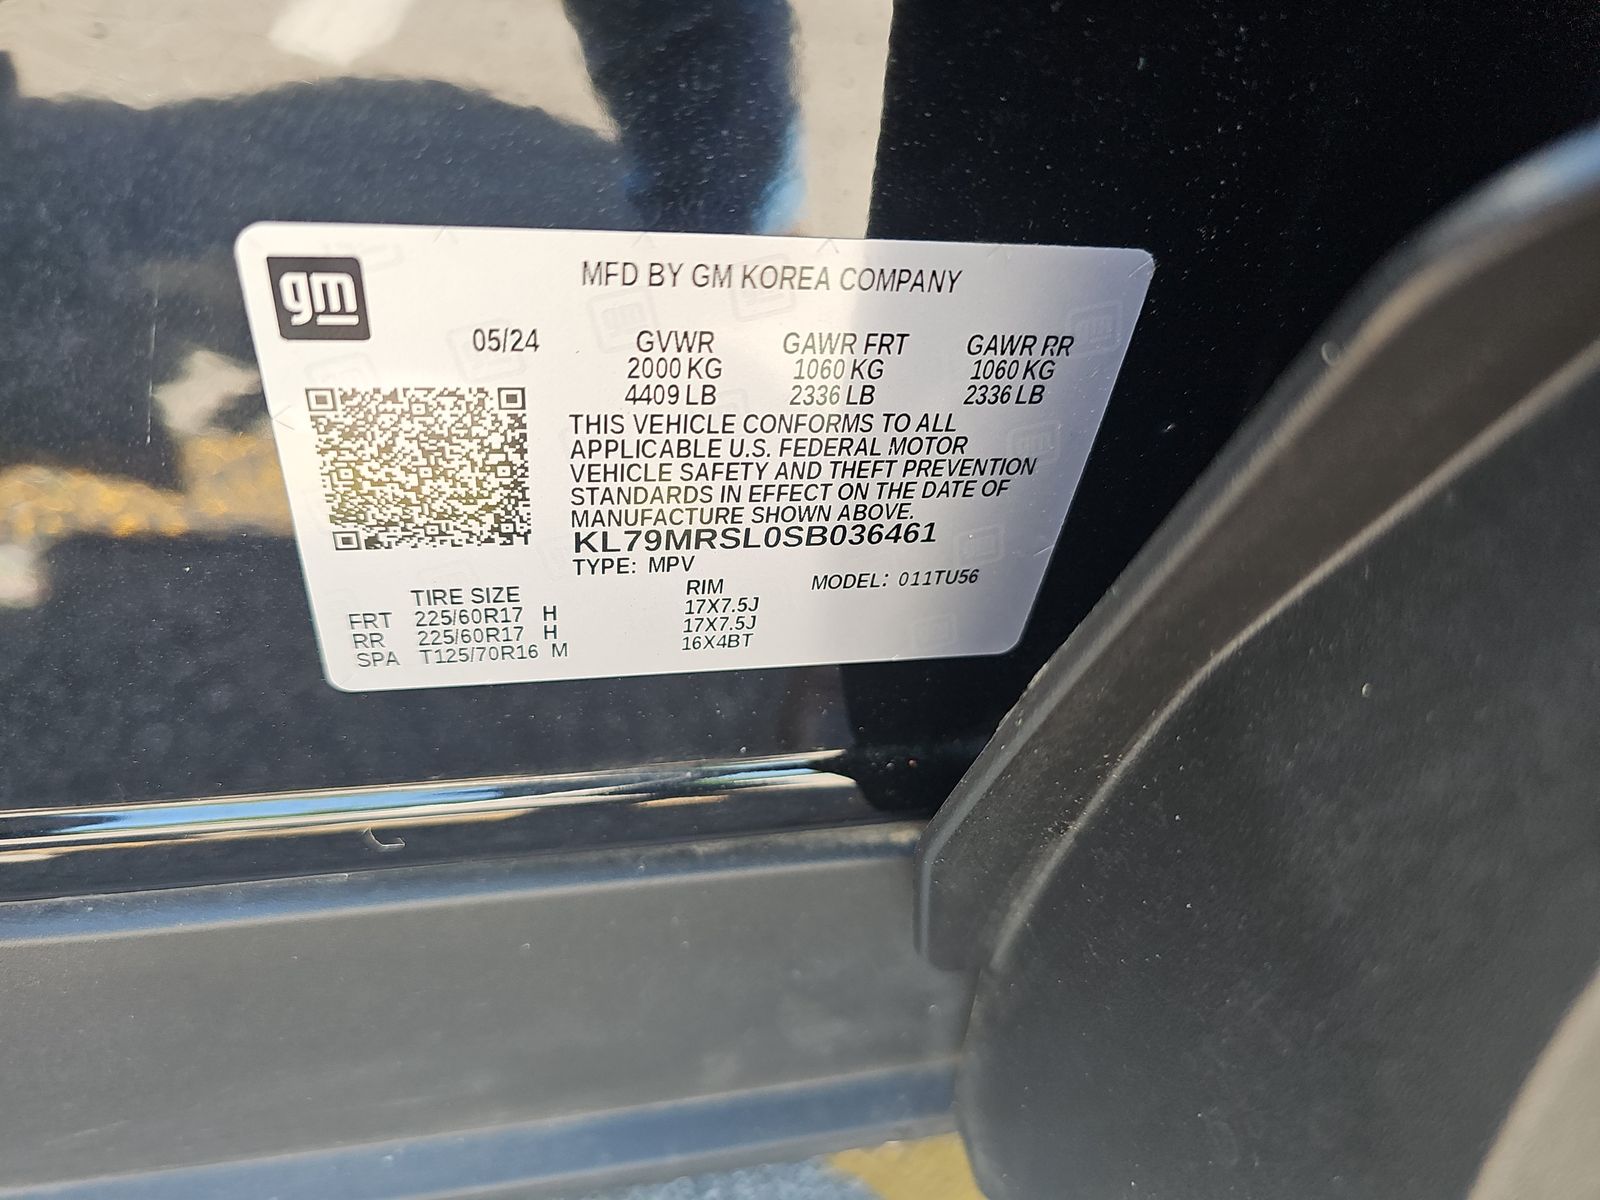 gm
MFD BY GM KOREA COMPANY
05/24 GVWR GAWR FRT GAWR RR
2000 KG 1060 KG 1060 KG
4409 LB 2336 LB 2336 LB
THIS VEHICLE CONFORMS TO ALL
APPLICABLE U.S. FEDERAL MOTOR
VEHICLE SAFETY AND THEFT PREVENTION
STANDARDS IN EFFECT ON THE DATE OF
MANUFACTURE SHOWN ABOVE.
KL79MRSL0SB036461
TYPE: MPV MODEL: 011TU56
TIRE SIZE RIM
FRT 225/60R17 H 17X7.5J
RR 225/60R17 H 17X7.5J
SPA T125/70R16 M 16X4BT